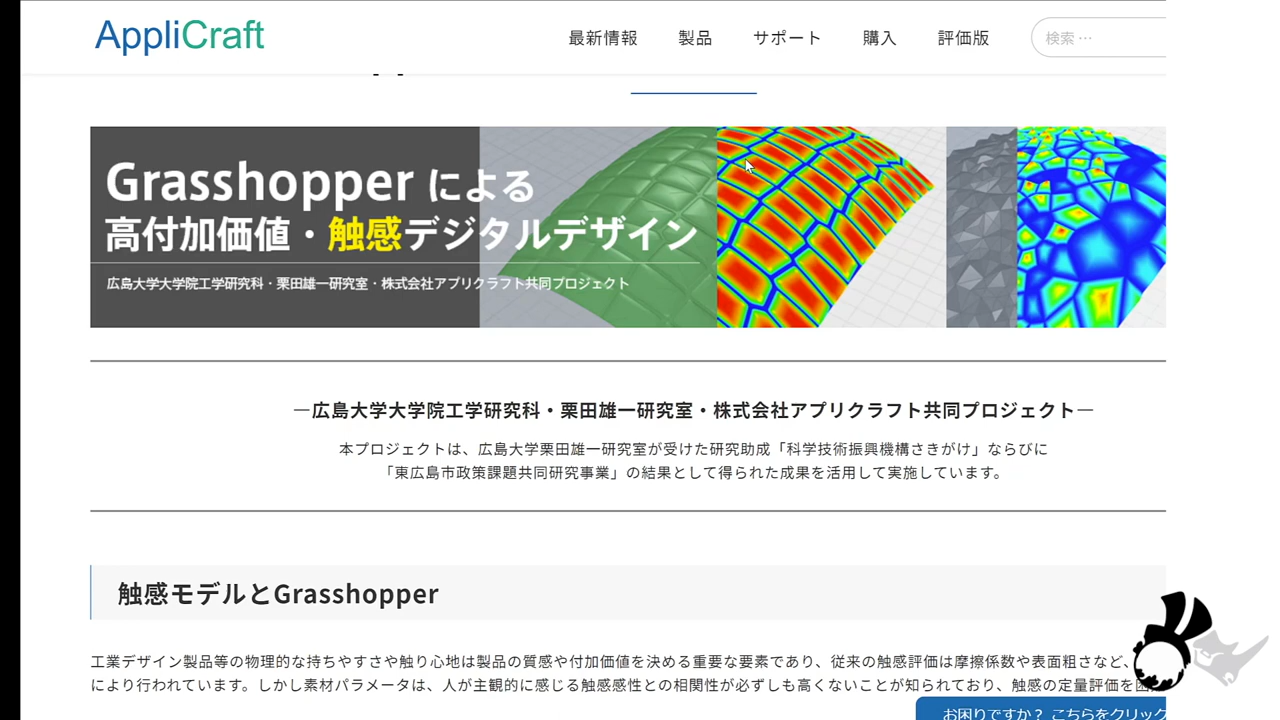 AppliCraft
最新情報 製品 サポート 購入 評価版 検索 …
Grasshopper による
高付加価値・触感デジタルデザイン
広島大学大学院工学研究科・栗田雄一研究室・株式会社アプリクラフト共同プロジェクト
―広島大学大学院工学研究科・栗田雄一研究室・株式会社アプリクラフト共同プロジェクト―
本プロジェクトは、広島大学栗田雄一研究室が受けた研究助成「科学技術振興機構さきがけ」ならびに
「東広島市政策課題共同研究事業」の結果として得られた成果を活用して実施しています。
触感モデルとGrasshopper
工業デザイン製品等の物理的な持ちやすさや触り心地は製品の質感や付加価値を決める重要な要素であり、従来の触感評価は摩擦係数や表面粗さなど、
により行われています。しかし素材パラメータは、人が主観的に感じる触感感性との相関性が必ずしも高くないことが知られており、触感の定量評価を
お困りですか？ こちらをクリック